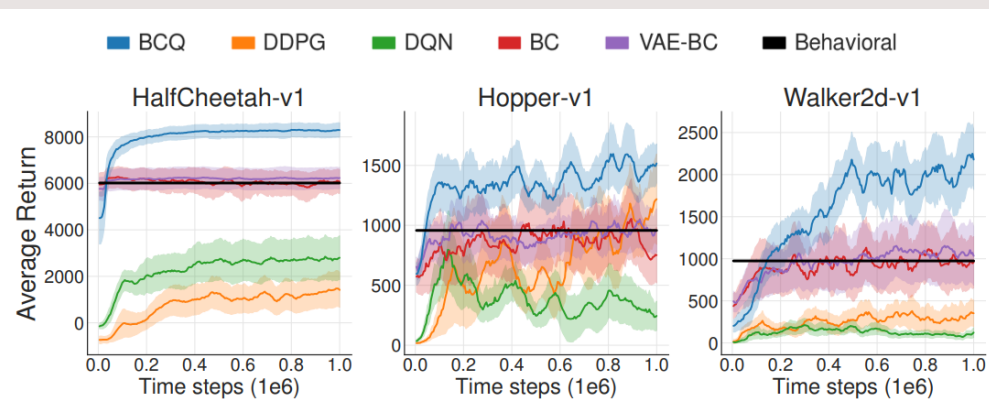 BCQ DDPG DQN BC VAE-BC Behavioral
HalfCheetah-v1 Hopper-v1 Walker2d-v1
Average Return
8000
6000
4000
2000
0
0.0 0.2 0.4 0.6 0.8 1.0
Time steps (1e6)
1500
1000
500
0
0.0 0.2 0.4 0.6 0.8 1.0
Time steps (1e6)
2500
2000
1500
1000
500
0
0.0 0.2 0.4 0.6 0.8 1.0
Time steps (1e6)